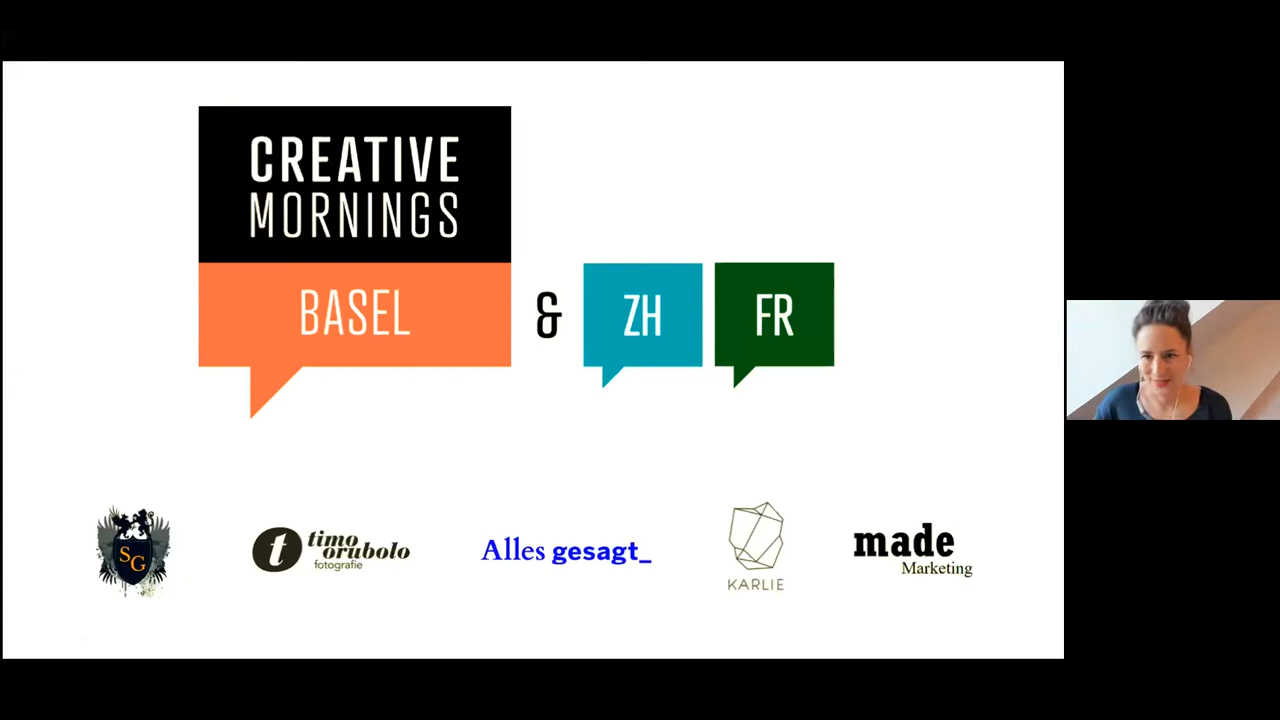 CREATIVE
MORNINGS
BASEL
&
ZH
FR
SG
t
timo
orubolo
fotografie
Alles gesagt_
KARLIE
made
Marketing